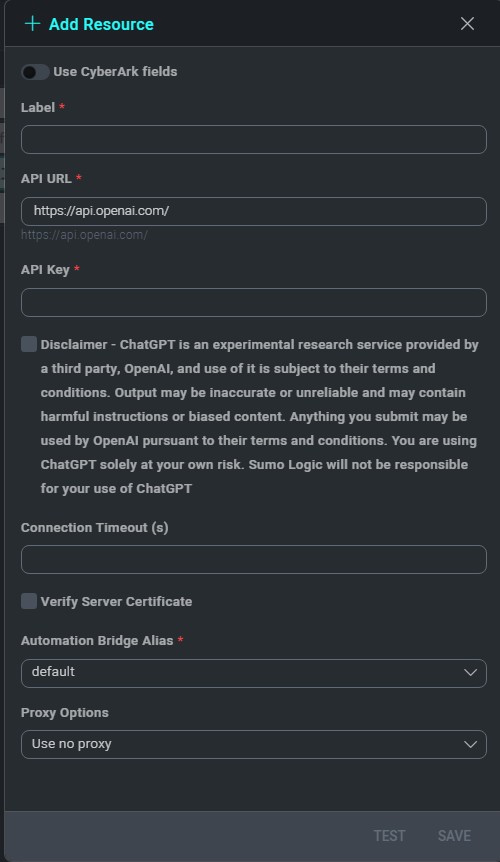 Add Resource
Use CyberArk fields
Label *
API URL *
https://api.openai.com/
https://api.openai.com/
API Key *
Disclaimer - ChatGPT is an experimental research service provided by
a third party, OpenAI, and use of it is subject to their terms and
conditions. Output may be inaccurate or unreliable and may contain
harmful instructions or biased content. Anything you submit may be
used by OpenAI pursuant to their terms and conditions. You are using
ChatGPT solely at your own risk. Sumo Logic will not be responsible
for your use of ChatGPT
Connection Timeout (s)
Verify Server Certificate
Automation Bridge Alias *
default
Proxy Options
Use no proxy
TEST SAVE